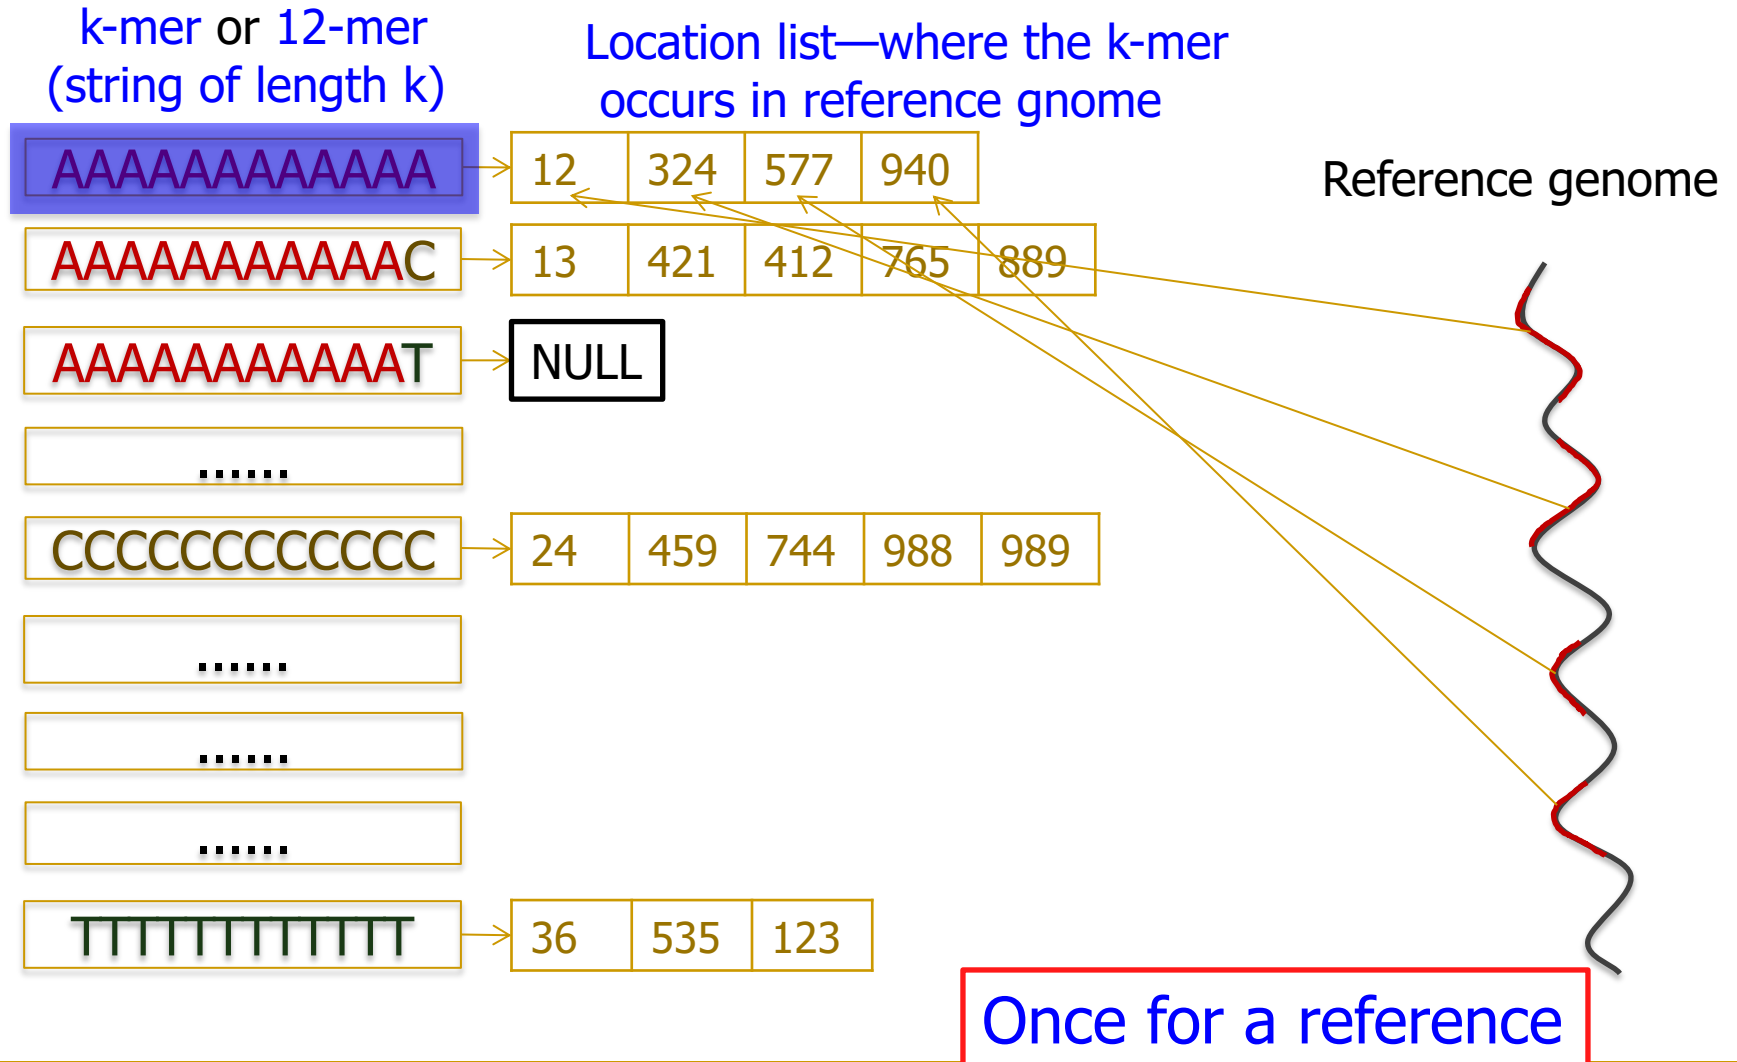 k-mer or 12-mer
(string of length k)
Location list—where the k-mer
occurs in reference gnome
Reference genome
AAAAAAAAAAAA
12 324 577 940
AAAAAAAAAAAC
13 421 412 765 889
AAAAAAAAAAAT
NULL
......
CCCCCCCCCCCC
24 459 744 988 989
......
......
......
TTTTTTTTTTTT
36 535 123
Once for a reference